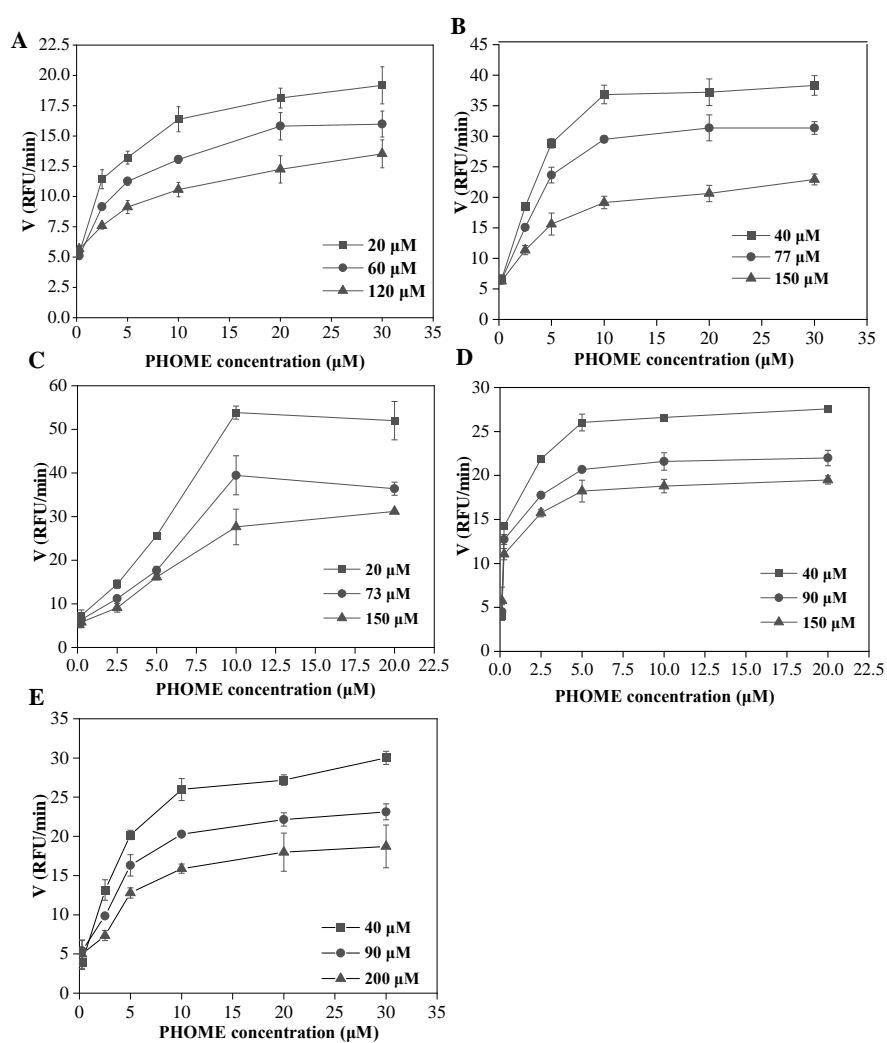 A
V (RFU/min)
22.5
20.0
17.5
15.0
12.5
10.0
7.5
5.0
2.5
0.0
0
5
10
15
20
25
30
35
20 μM
60 μM
120 μM
PHOME concentration (μM)
B
V (RFU/min)
45
40
35
30
25
20
15
10
5
0
0
5
10
15
20
25
30
35
40 μM
77 μM
150 μM
PHOME concentration (μM)
C
V (RFU/min)
60
50
40
30
20
10
0
0.0
2.5
5.0
7.5
10.0
12.5
15.0
17.5
20.0
22.5
20 μM
73 μM
150 μM
PHOME concentration (μM)
D
V (RFU/min)
30
25
20
15
10
5
0
0.0
2.5
5.0
7.5
10.0
12.5
15.0
17.5
20.0
22.5
40 μM
90 μM
150 μM
PHOME concentration (μM)
E
V (RFU/min)
35
30
25
20
15
10
5
0
0
5
10
15
20
25
30
35
40 μM
90 μM
200 μM
PHOME concentration (μM)